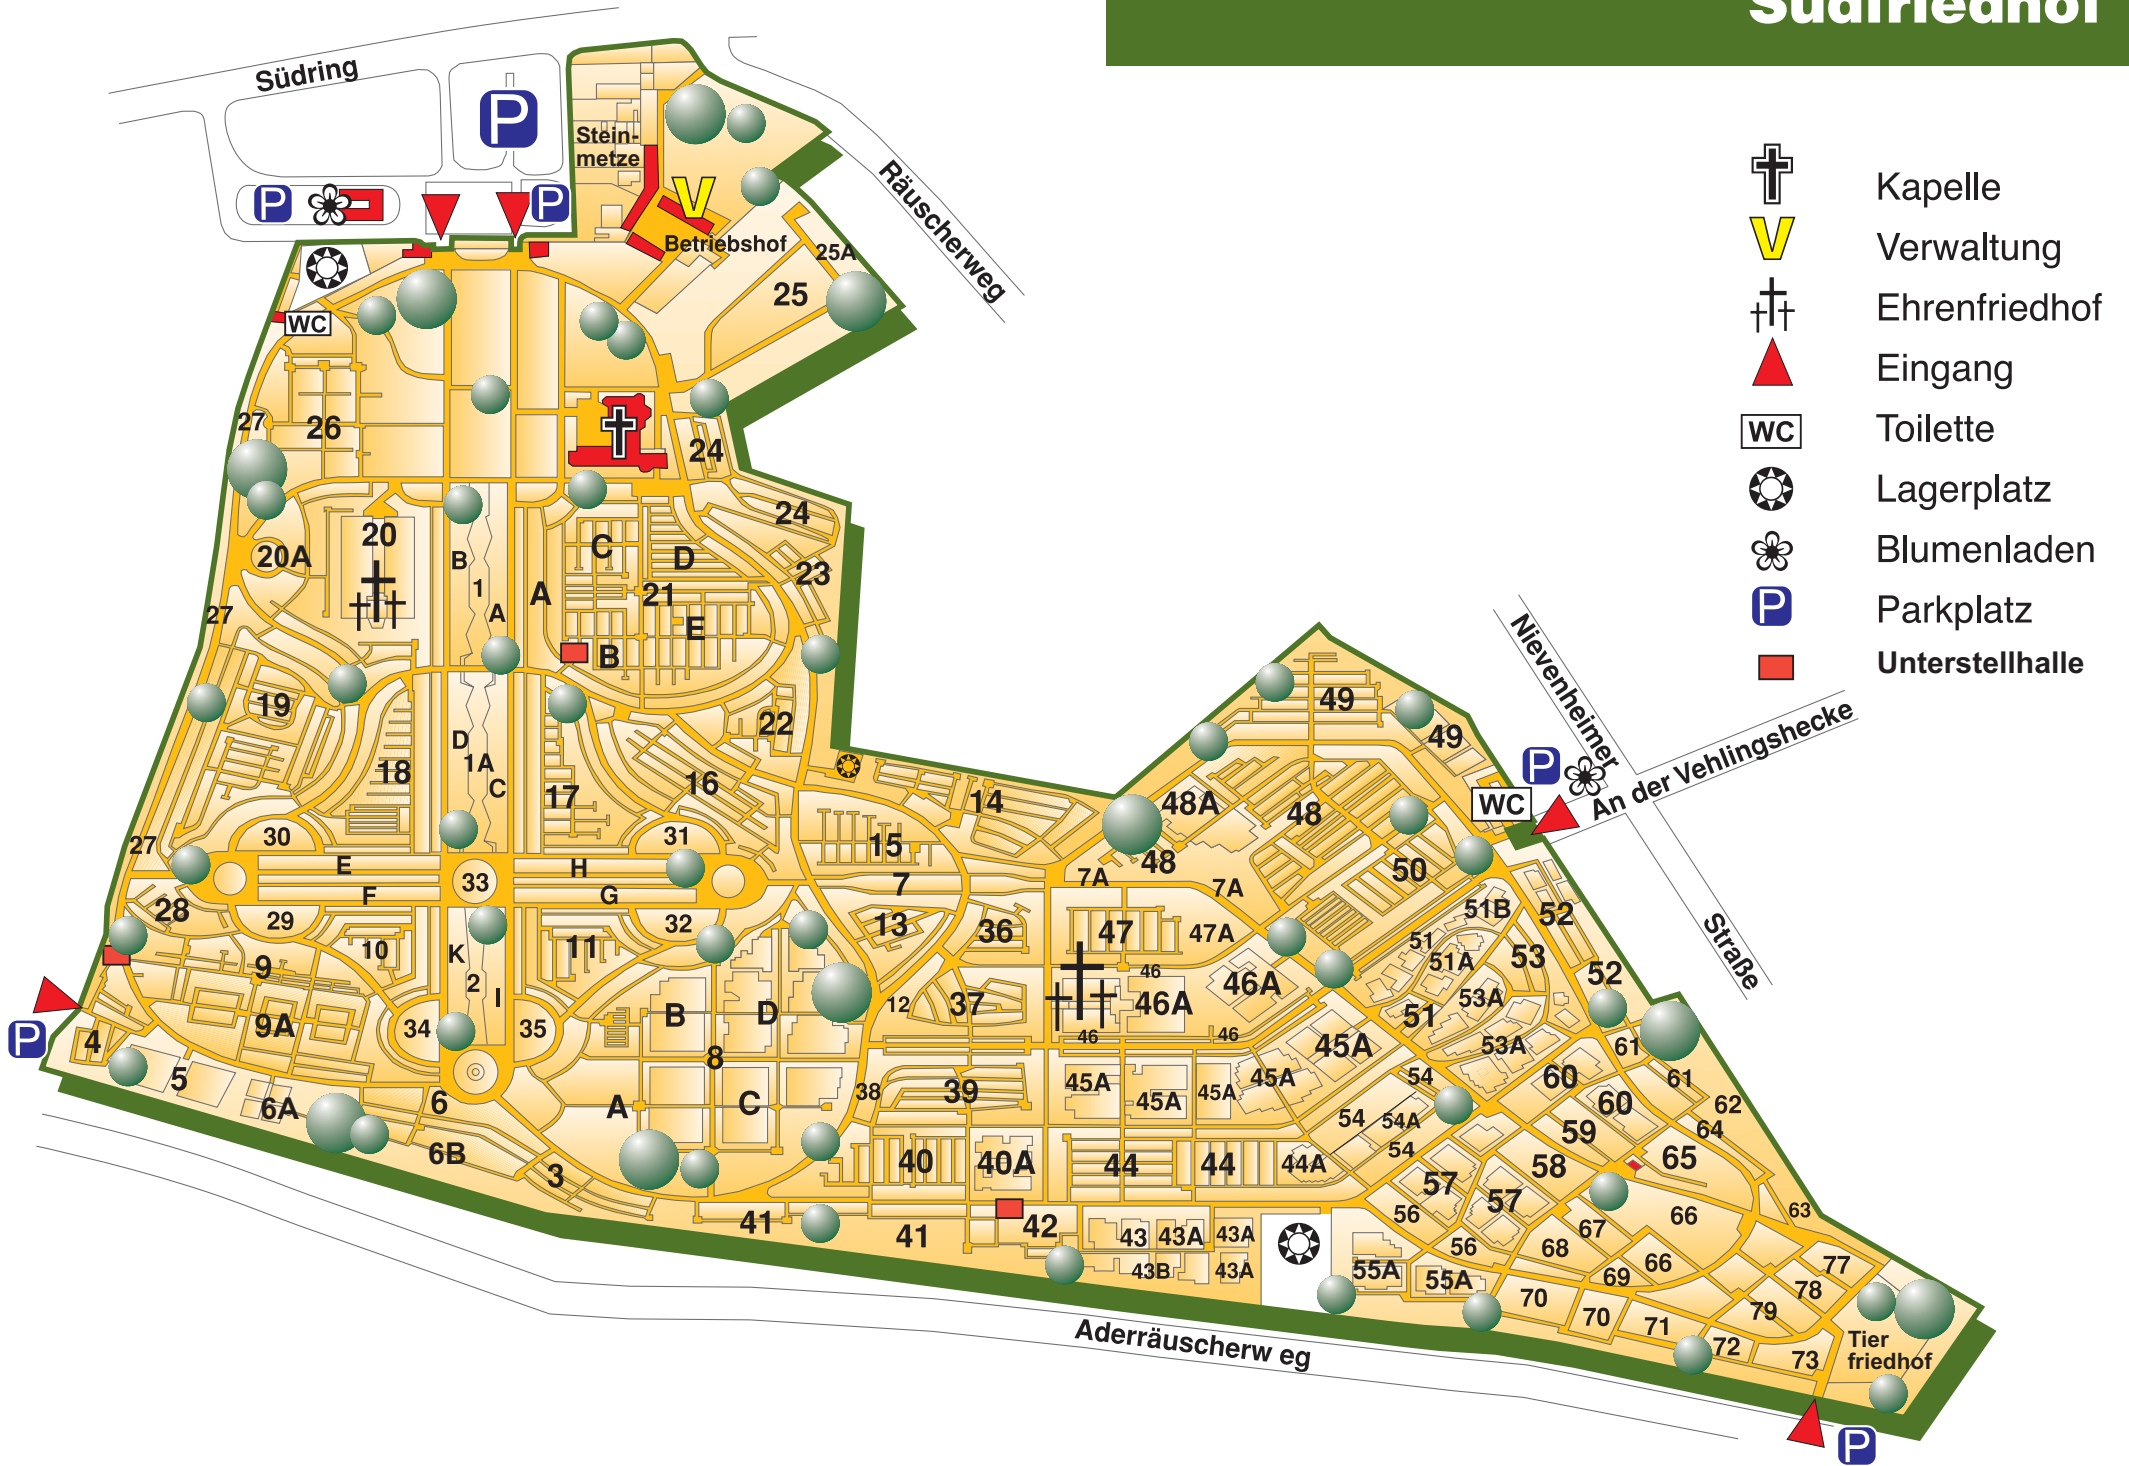 Südfriedhof
Südring
P
Stein-
metze
P
P
V
Betriebshof
Räuscherweg
25A
25
WC
27
26
24
24
20
20A
B
1
A
A
C
D
21
E
B
23
27
19
18
D
1A
C
17
16
22
14
15
27
30
31
E
F
33
H
G
7
28
29
32
13
36
10
11
K
2
I
9
9A
34
35
B
D
8
A
C
12
37
38
39
P
4
5
6A
6
6B
3
40
40A
41
41
42
43
43A
43A
43B
43A
44
44
44A
45A
45A
45A
45A
45A
46
46A
46A
46
46
47
47A
7A
7A
48
48A
48
49
49
50
51B
51
51A
51
52
52
53
53A
53A
54
54
54A
54
55A
55A
56
56
57
57
58
59
60
60
61
61
62
64
65
63
66
66
67
68
69
70
70
71
72
73
77
78
79
Tier
friedhof
P
WC
P
Nievenheimer
Straße
An der Vehlingshecke
Aderräuscherw eg
Kapelle
V Verwaltung
Ehrenfriedhof
Eingang
WC Toilette
Lagerplatz
Blumenladen
P Parkplatz
Unterstellhalle